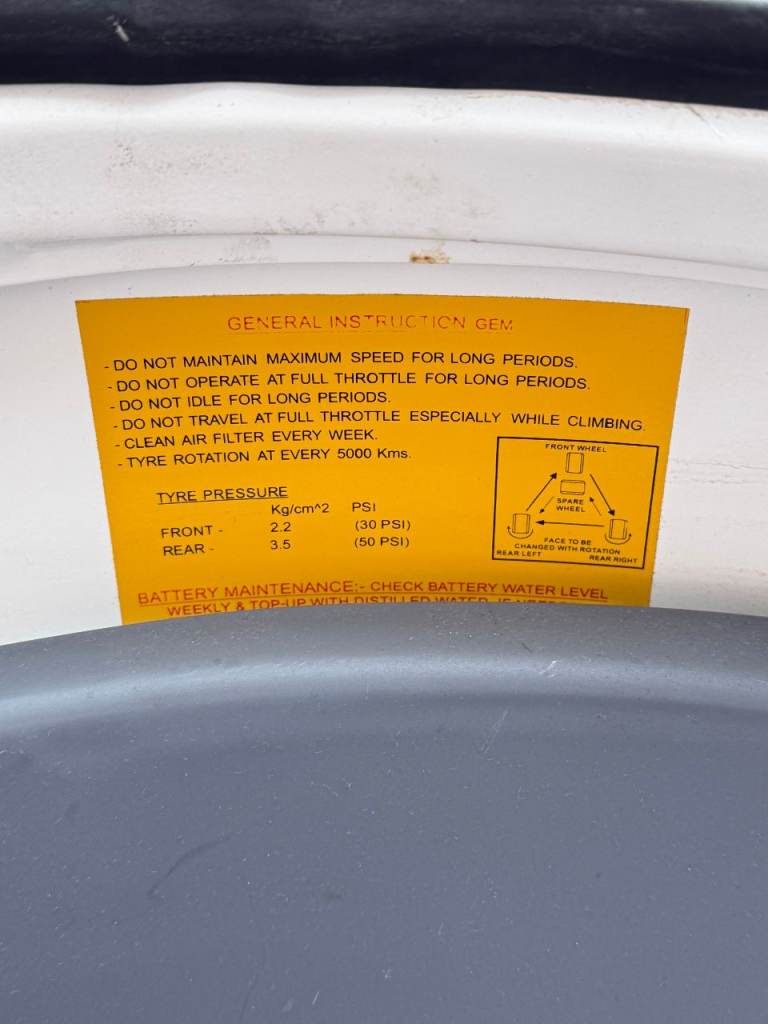 GENERAL INSTRUCTION GEM
- DO NOT MAINTAIN MAXIMUM SPEED FOR LONG PERIODS.
- DO NOT OPERATE AT FULL THROTTLE FOR LONG PERIODS.
- DO NOT IDLE FOR LONG PERIODS.
- DO NOT TRAVEL AT FULL THROTTLE ESPECIALLY WHILE CLIMBING.
- CLEAN AIR FILTER EVERY WEEK.
- TYRE ROTATION AT EVERY 5000 Kms.
TYRE PRESSURE
Kg/cm^2 PSI
FRONT - 2.2 (30 PSI)
REAR - 3.5 (50 PSI)
FRONT WHEEL
SPARE
WHEEL
FACE TO BE
CHANGED WITH ROTATION
REAR LEFT REAR RIGHT
BATTERY MAINTENANCE:- CHECK BATTERY WATER LEVEL
WEEKLY & TOP-UP WITH DISTILLED WATER